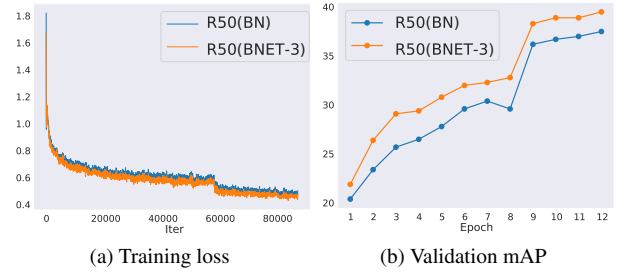 1.8
1.6
1.4
1.2
1.0
0.8
0.6
0.4
R50(BN)
R50(BNET-3)
0 20000 40000 60000 80000
Iter
(a) Training loss
40
35
30
25
20
R50(BN)
R50(BNET-3)
1 2 3 4 5 6 7 8 9 10 11 12
Epoch
(b) Validation mAP